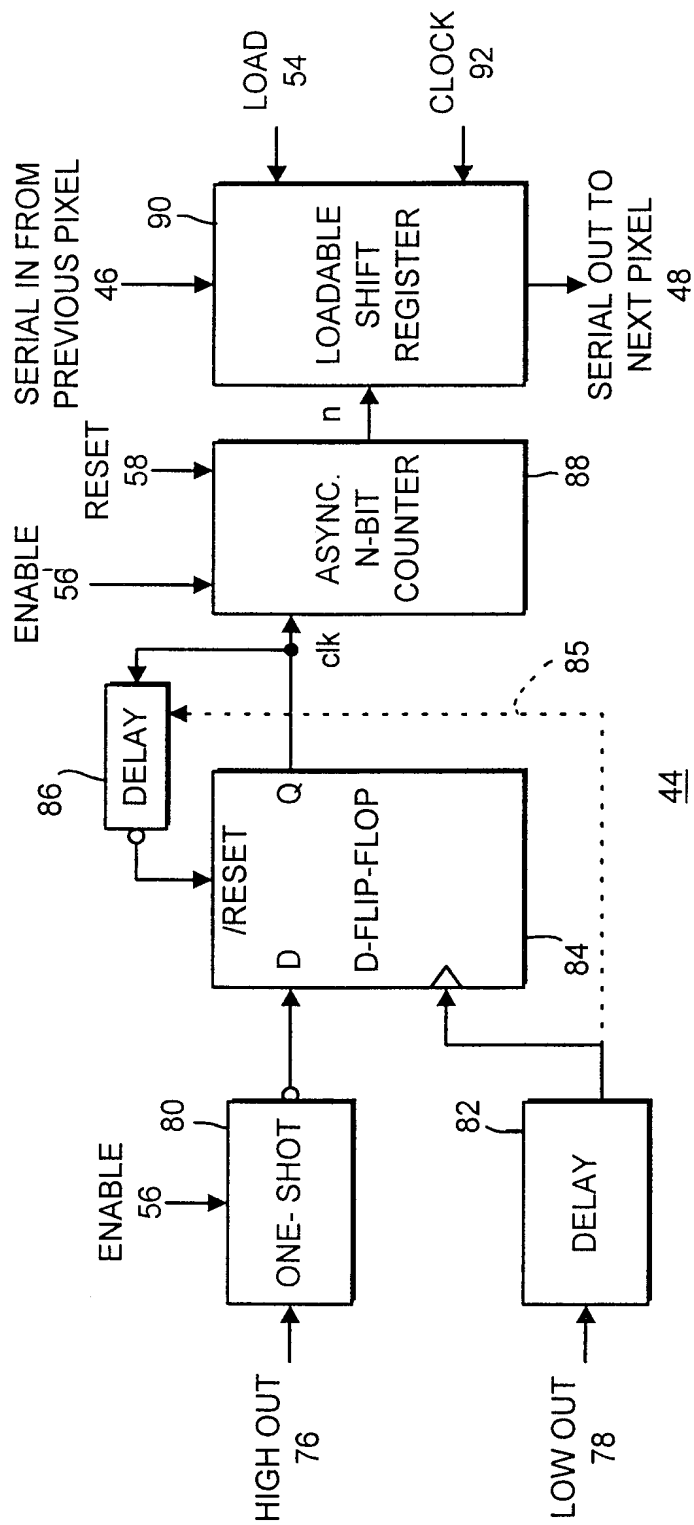 HIGH OUT
76
LOW OUT
78
ENABLE
56
80
ONE- SHOT
82
DELAY
86
DELAY
/RESET
D
Q
D-FLIP-FLOP
84
85
clk
ENABLE
56
RESET
58
ASYNC.
N-BIT
COUNTER
88
n
SERIAL IN FROM
PREVIOUS PIXEL
46
90
LOADABLE
SHIFT
REGISTER
LOAD
54
CLOCK
92
SERIAL OUT TO
NEXT PIXEL
48
44